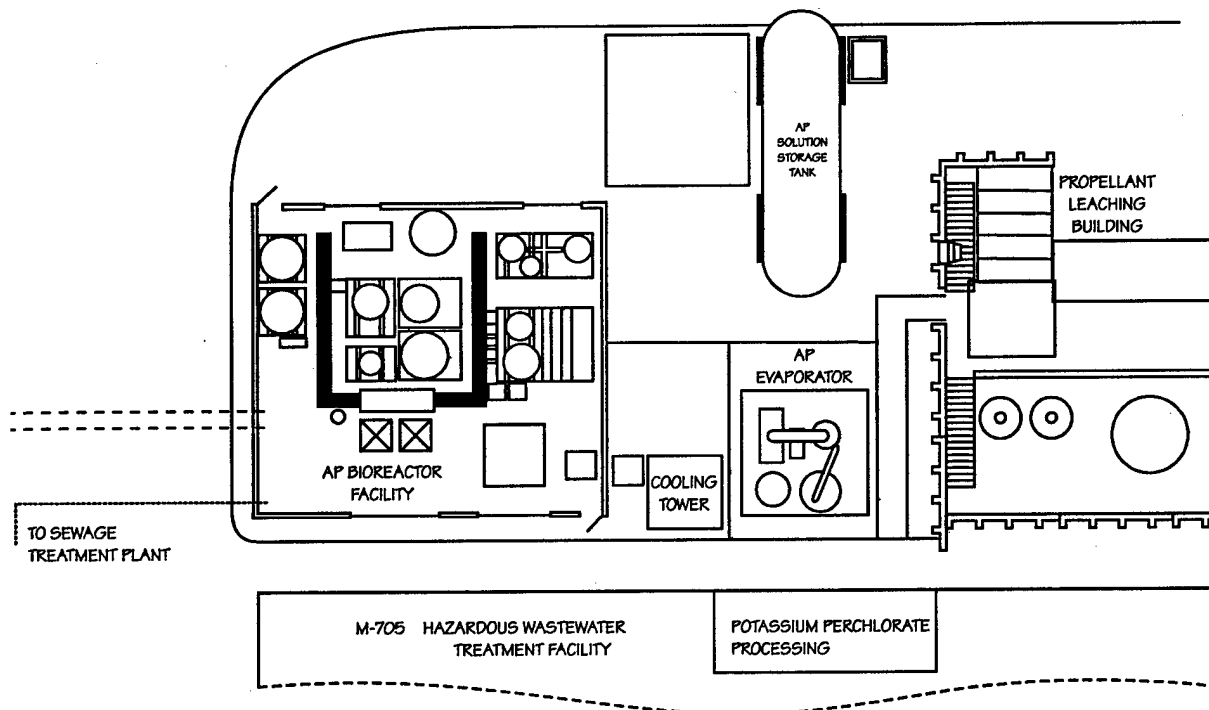 AP
SOLUTION
STORAGE
TANK
PROPELLANT
LEACHING
BUILDING
AP
EVAPORATOR
AP BIOREACTOR
FACILITY
COOLING
TOWER
TO SEWAGE
TREATMENT PLANT
M-705 HAZARDOUS WASTEWATER
TREATMENT FACILITY
POTASSIUM PERCHLORATE
PROCESSING